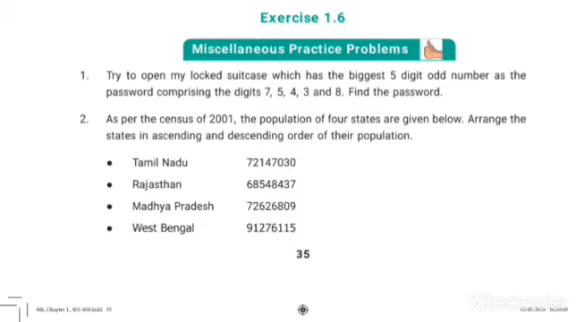 Exercise 1.6
Miscellaneous Practice Problems
1. Try to open my locked suitcase which has the biggest 5 digit odd number as the
password comprising the digits 7, 5, 4, 3 and 8. Find the password.
2. As per the census of 2001, the population of four states are given below. Arrange the
states in ascending and descending order of their population.
• Tamil Nadu 72147030
• Rajasthan 68548437
• Madhya Pradesh 72626809
• West Bengal 91276115
35